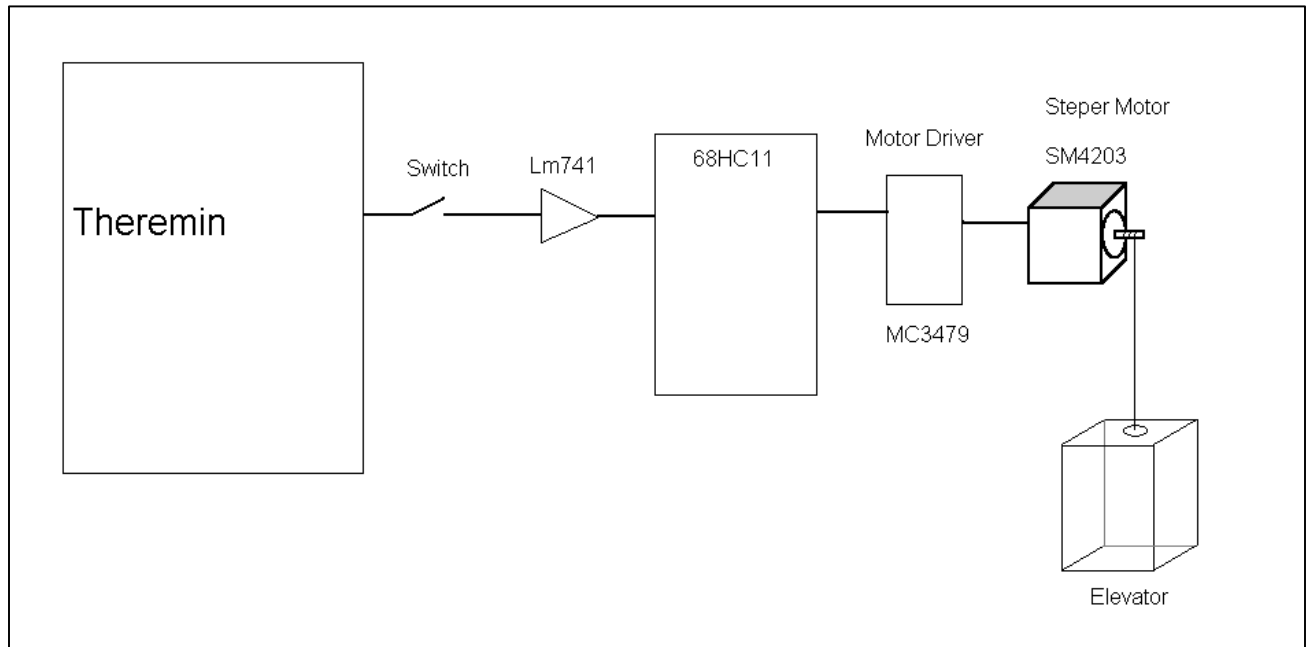 Theremin
Switch
Lm741
68HC11
Motor Driver
MC3479
Steper Motor
SM4203
Elevator